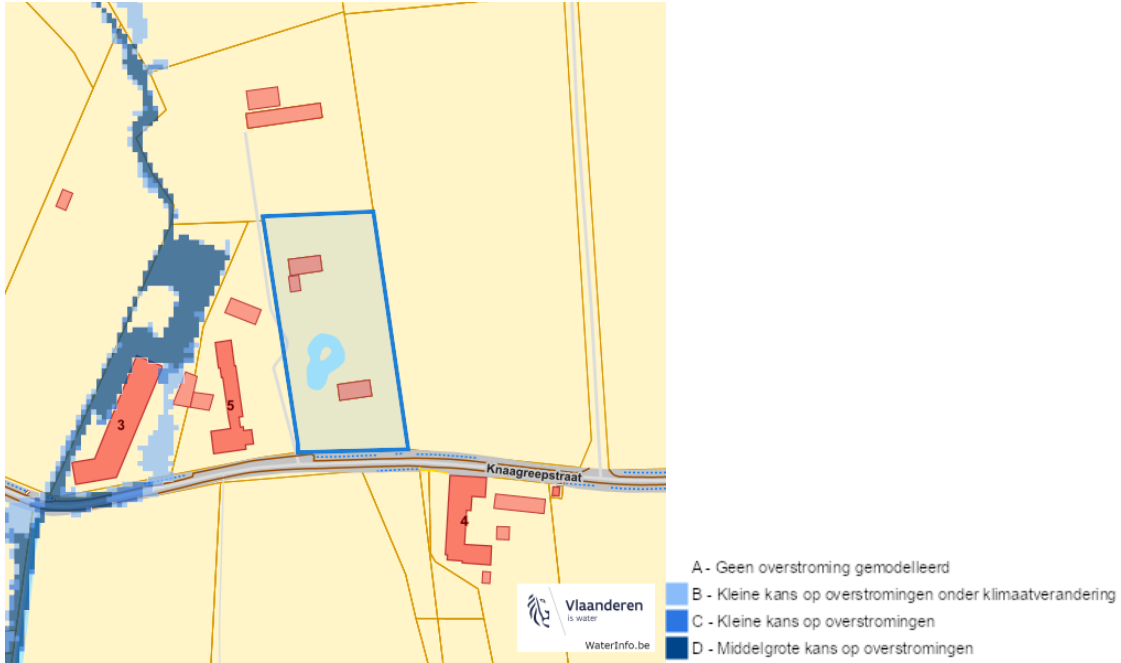 3
5
Knaagreepstraat
4
Vlaanderen
is water
WaterInfo.be
A - Geen overstroming gemodelleerd
B - Kleine kans op overstromingen onder klimaatverandering
C - Kleine kans op overstromingen
D - Middelgrote kans op overstromingen